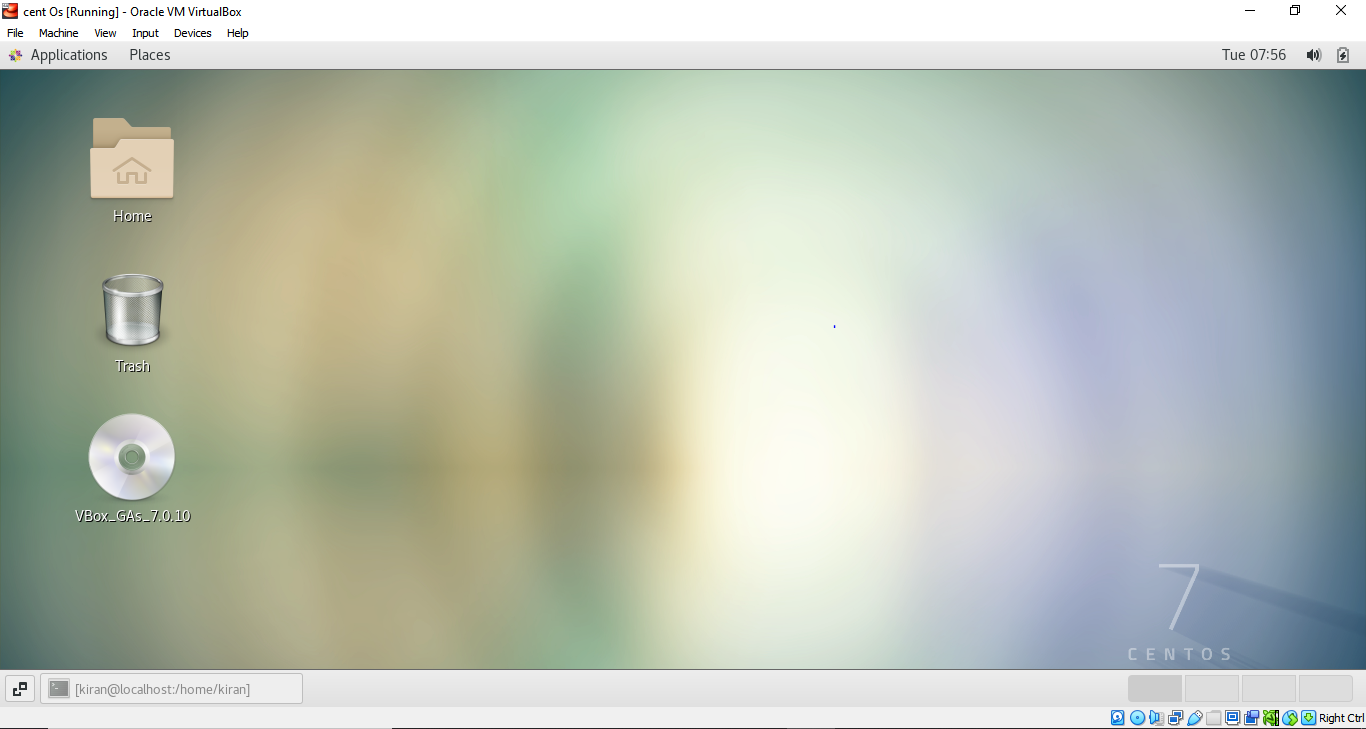 cent Os [Running] - Oracle VM VirtualBox
File Machine View Input Devices Help
Applications Places Tue 07:56
Home
Trash
VBox_GAs_7.0.10
7
CENTOS
[kiran@localhost:/home/kiran]
Right Ctrl